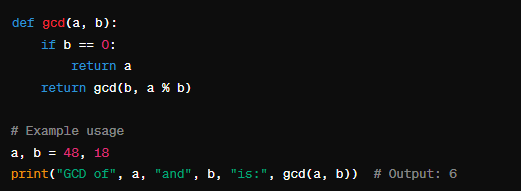 def gcd(a, b):
    if b == 0:
        return a
    return gcd(b, a % b)

# Example usage
a, b = 48, 18
print("GCD of", a, "and", b, "is:", gcd(a, b))  # Output: 6